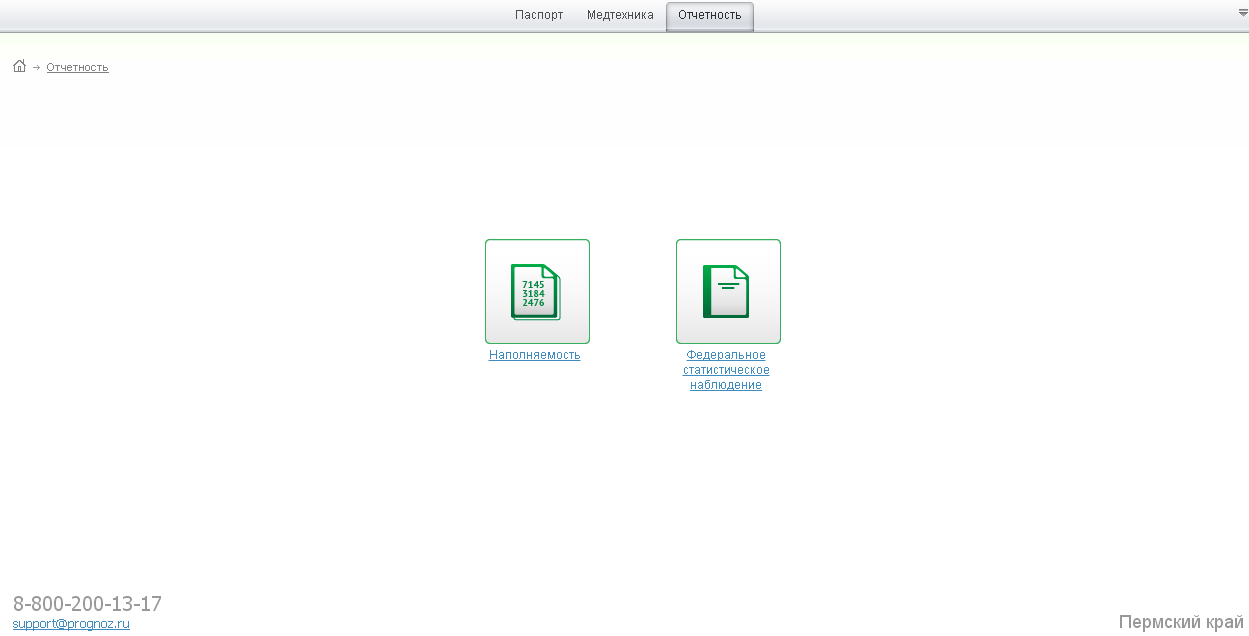 Паспорт Медтехника Отчетность
→ Отчетность
7145
3184
2476
Наполняемость
Федеральное
статистическое
наблюдение
8-800-200-13-17
support@prognoz.ru
Пермский край